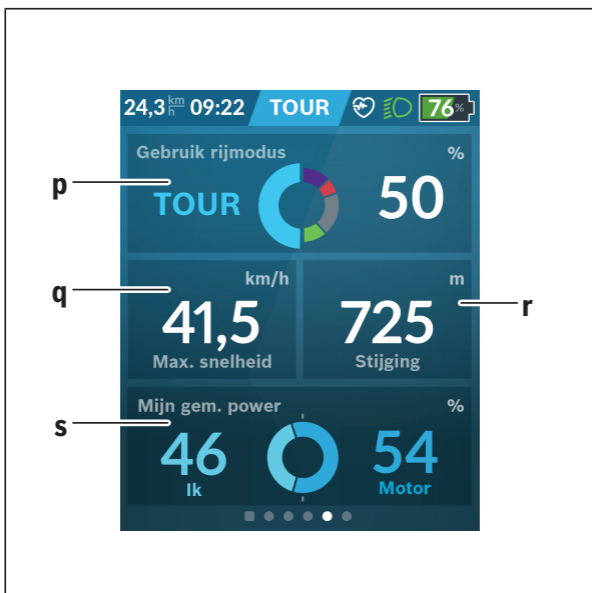 24,3 km/h 09:22 TOUR 76%
Gebruik rijmodus %
p TOUR 50
km/h m
q r
41,5 725
Max. snelheid Stijging
Mijn gem. power %
s 46 54
Ik Motor